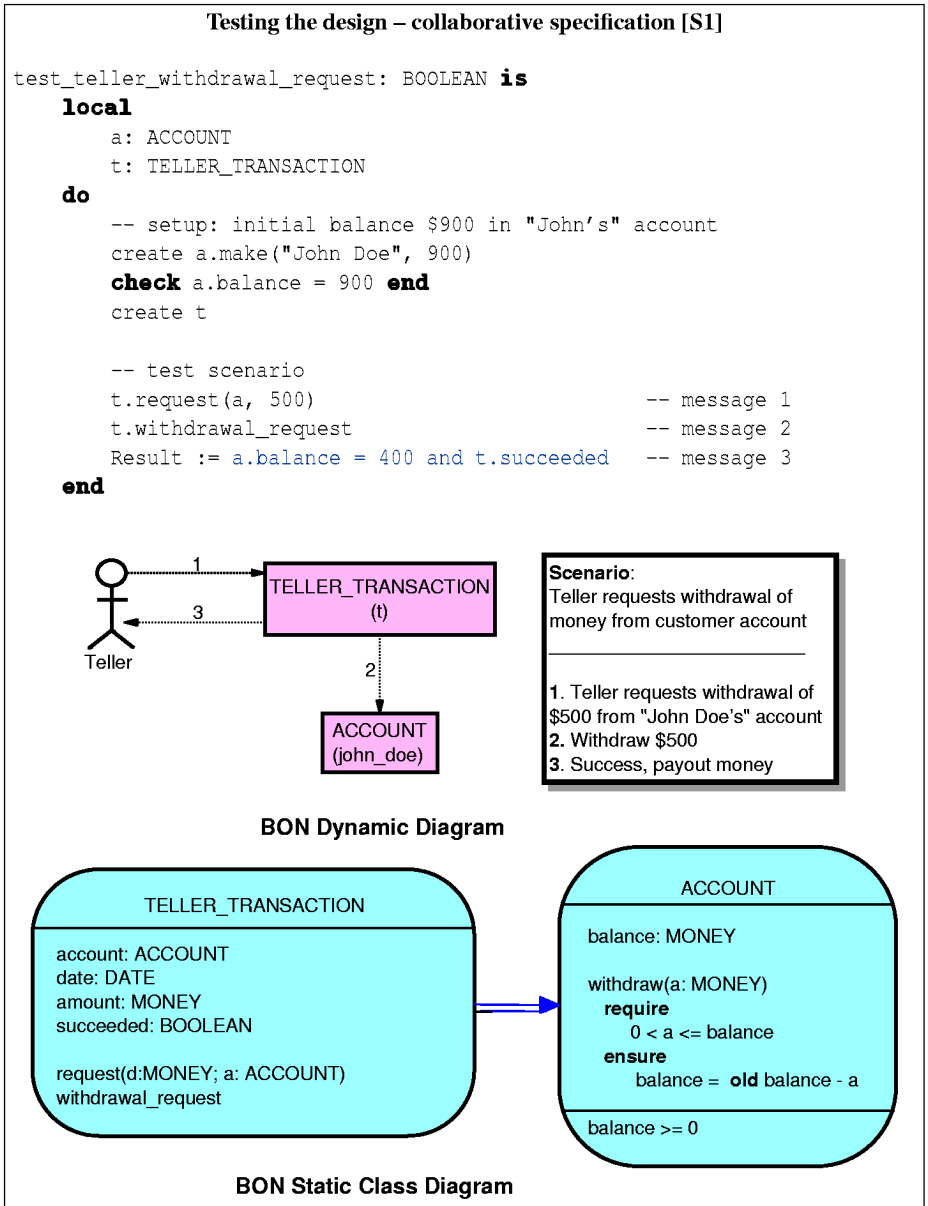 Testing the design – collaborative specification [S1]
test_teller_withdrawal_request: BOOLEAN is
local
a: ACCOUNT
t: TELLER_TRANSACTION
do
-- setup: initial balance $900 in "John's" account
create a.make("John Doe", 900)
check a.balance = 900 end
create t
-- test scenario
t.request(a, 500) -- message 1
t.withdrawal_request -- message 2
Result := a.balance = 400 and t.succeeded -- message 3
end
1
TELLER_TRANSACTION
(t)
3
Teller
2
ACCOUNT
(john_doe)
Scenario:
Teller requests withdrawal of
money from customer account
1. Teller requests withdrawal of
$500 from "John Doe's" account
2. Withdraw $500
3. Success, payout money
BON Dynamic Diagram
TELLER_TRANSACTION
account: ACCOUNT
date: DATE
amount: MONEY
succeeded: BOOLEAN
request(d:MONEY; a: ACCOUNT)
withdrawal_request
ACCOUNT
balance: MONEY
withdraw(a: MONEY)
require
0 < a <= balance
ensure
balance = old balance - a
balance >= 0
BON Static Class Diagram